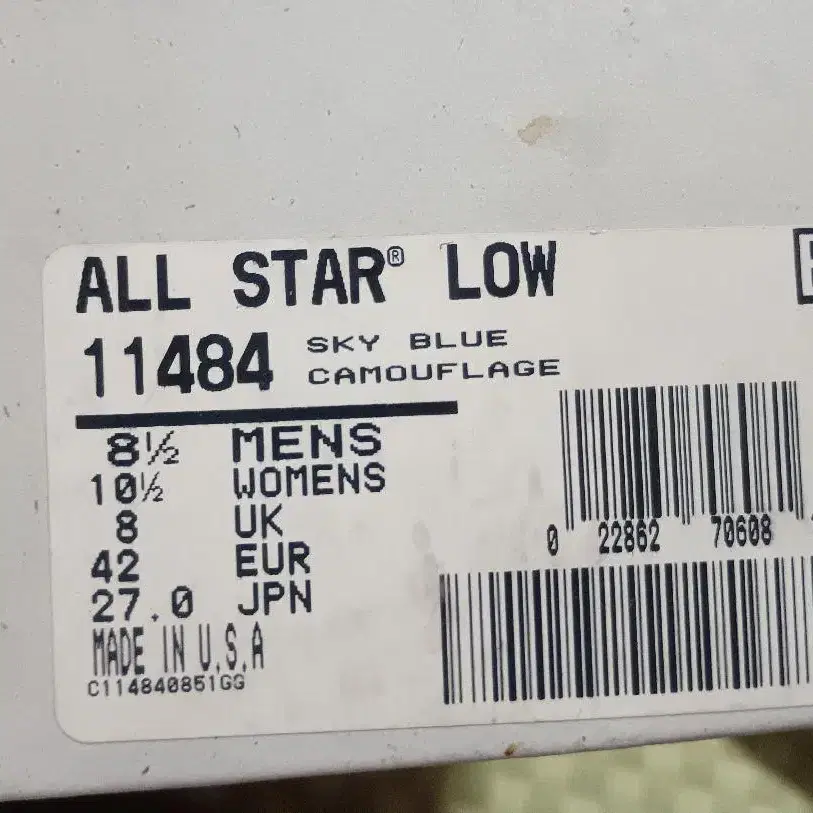 ALL STAR® LOW
11484 SKY BLUE
CAMOUFLAGE
8½ MENS
10½ WOMENS
8 UK
42 EUR
27.0 JPN
MADE IN U.S.A
C114840851GG
0 22862 70608